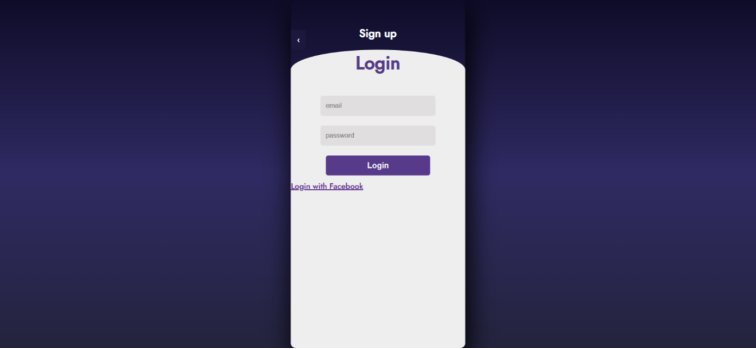 Sign up
‹
Login
email
password
Login
Login with Facebook